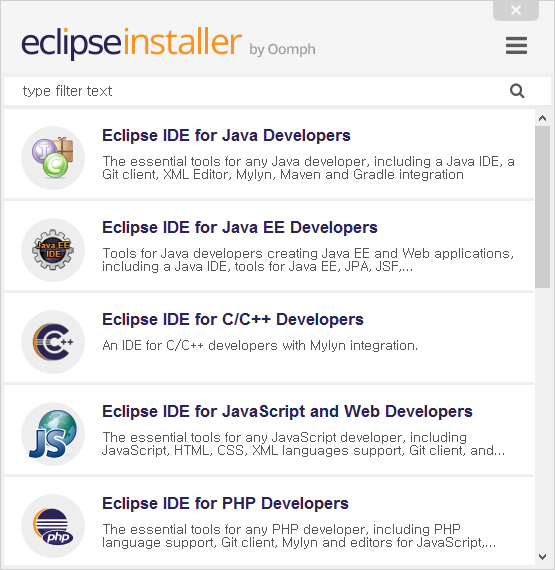 eclipseinstaller by Oomph
type filter text
Eclipse IDE for Java Developers
The essential tools for any Java developer, including a Java IDE, a
Git client, XML Editor, Mylyn, Maven and Gradle integration
Java EE
IDE
Eclipse IDE for Java EE Developers
Tools for Java developers creating Java EE and Web applications,
including a Java IDE, tools for Java EE, JPA, JSF,...
C++
Eclipse IDE for C/C++ Developers
An IDE for C/C++ developers with Mylyn integration.
JS
Eclipse IDE for JavaScript and Web Developers
The essential tools for any JavaScript developer, including
JavaScript, HTML, CSS, XML languages support, Git client, and...
php
Eclipse IDE for PHP Developers
The essential tools for any PHP developer, including PHP
language support, Git client, Mylyn and editors for JavaScript,...